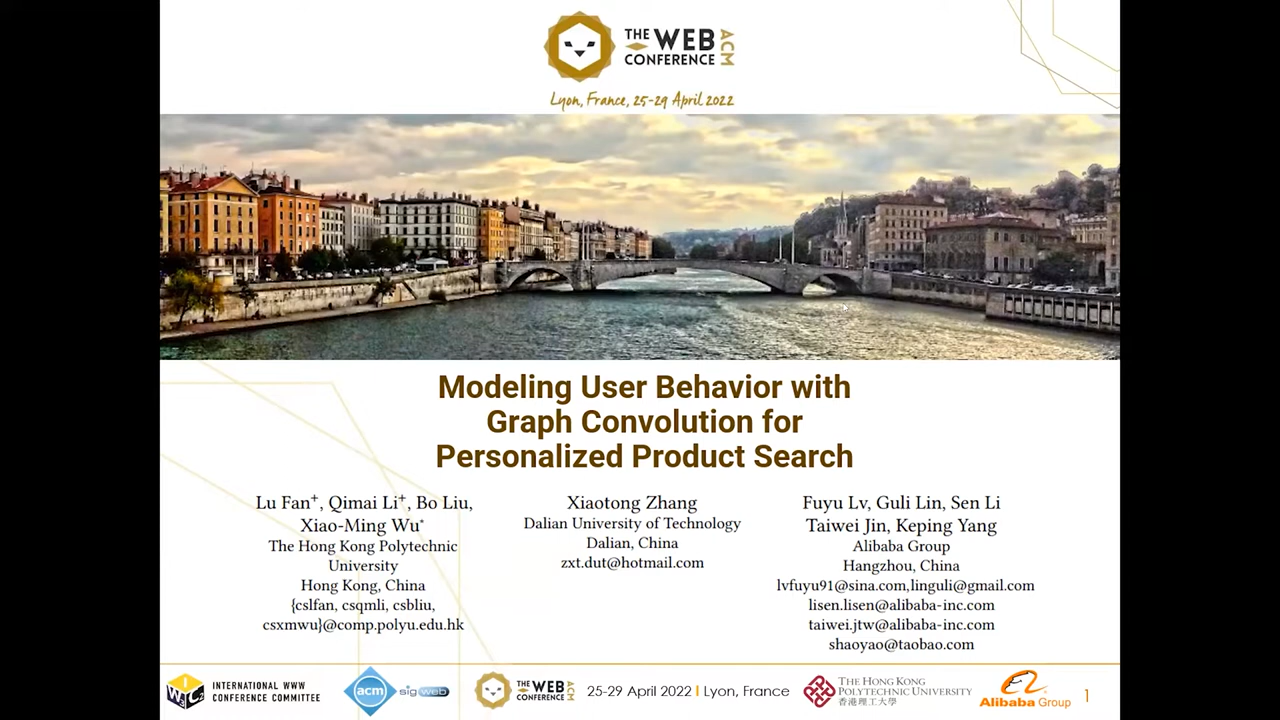 THE WEB CONFERENCE ACM
Lyon, France, 25-29 April 2022
Modeling User Behavior with
Graph Convolution for
Personalized Product Search
Lu Fan+, Qimai Li+, Bo Liu,
Xiao-Ming Wu*
The Hong Kong Polytechnic
University
Hong Kong, China
{cslfan, csqmli, csbliu,
csxmwu}@comp.polyu.edu.hk
Xiaotong Zhang
Dalian University of Technology
Dalian, China
zxt.dut@hotmail.com
Fuyu Lv, Guli Lin, Sen Li
Taiwei Jin, Keping Yang
Alibaba Group
Hangzhou, China
lvfuyu91@sina.com,linguli@gmail.com
lisen.lisen@alibaba-inc.com
taiwei.jtw@alibaba-inc.com
shaoyao@taobao.com
IW3C2
INTERNATIONAL WWW
CONFERENCE COMMITTEE
acm
sigweb
THE WEB CONFERENCE ACM
25-29 April 2022 | Lyon, France
THE HONG KONG
POLYTECHNIC UNIVERSITY
香港理工大學
Alibaba Group
1